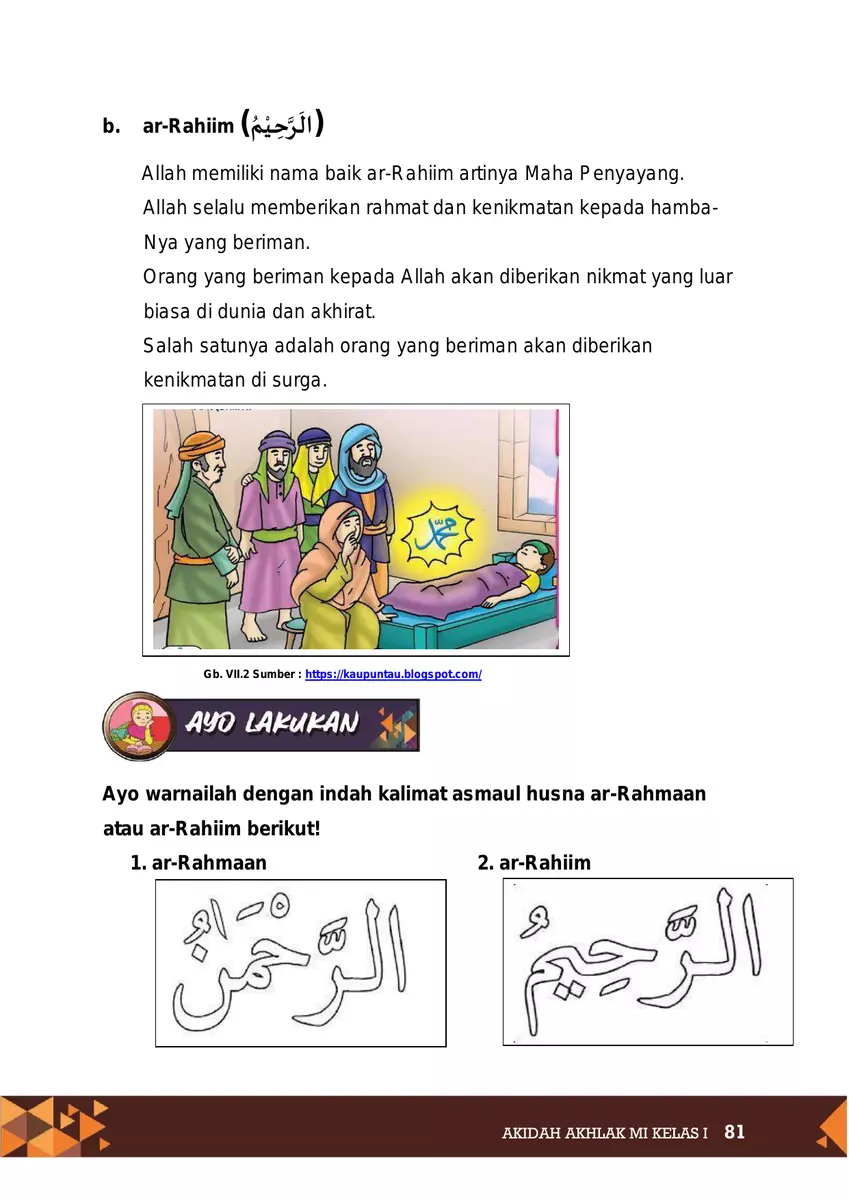 b. ar-Rahiim (الَرَّحِيْمُ)
Allah memiliki nama baik ar-Rahiim artinya Maha Penyayang.
Allah selalu memberikan rahmat dan kenikmatan kepada hamba-
Nya yang beriman.
Orang yang beriman kepada Allah akan diberikan nikmat yang luar
biasa di dunia dan akhirat.
Salah satunya adalah orang yang beriman akan diberikan
kenikmatan di surga.
محمّد
Gb. VII.2 Sumber : https://kaupuntau.blogspot.com/
AYO LAKUKAN
Ayo warnailah dengan indah kalimat asmaul husna ar-Rahmaan
atau ar-Rahiim berikut!
1. ar-Rahmaan 2. ar-Rahiim
الرَّحْمَٰنُ الرَّحِيمُ
AKIDAH AKHLAK MI KELAS I 81